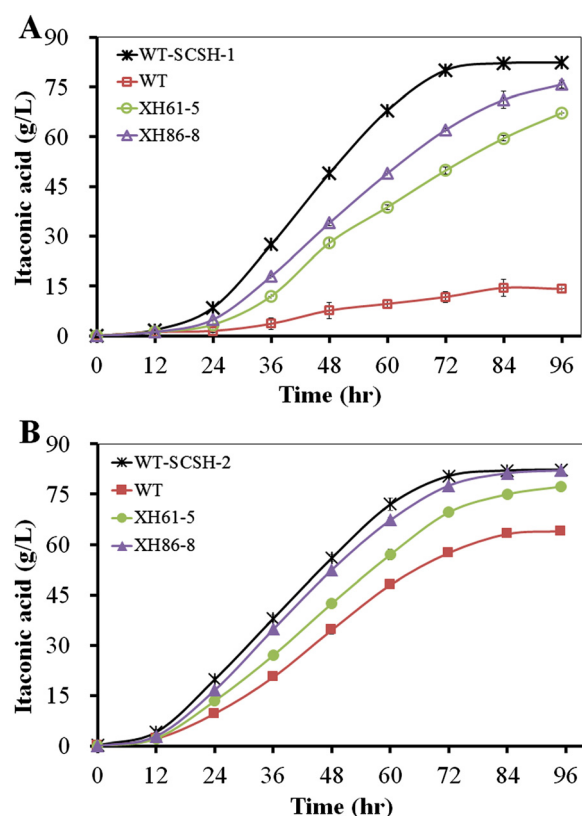 A
90
75
60
45
30
15
0
Itaconic acid (g/L)
WT-SCSH-1
WT
XH61-5
XH86-8
0 12 24 36 48 60 72 84 96
Time (hr)
B
90
75
60
45
30
15
0
Itaconic acid (g/L)
WT-SCSH-2
WT
XH61-5
XH86-8
0 12 24 36 48 60 72 84 96
Time (hr)